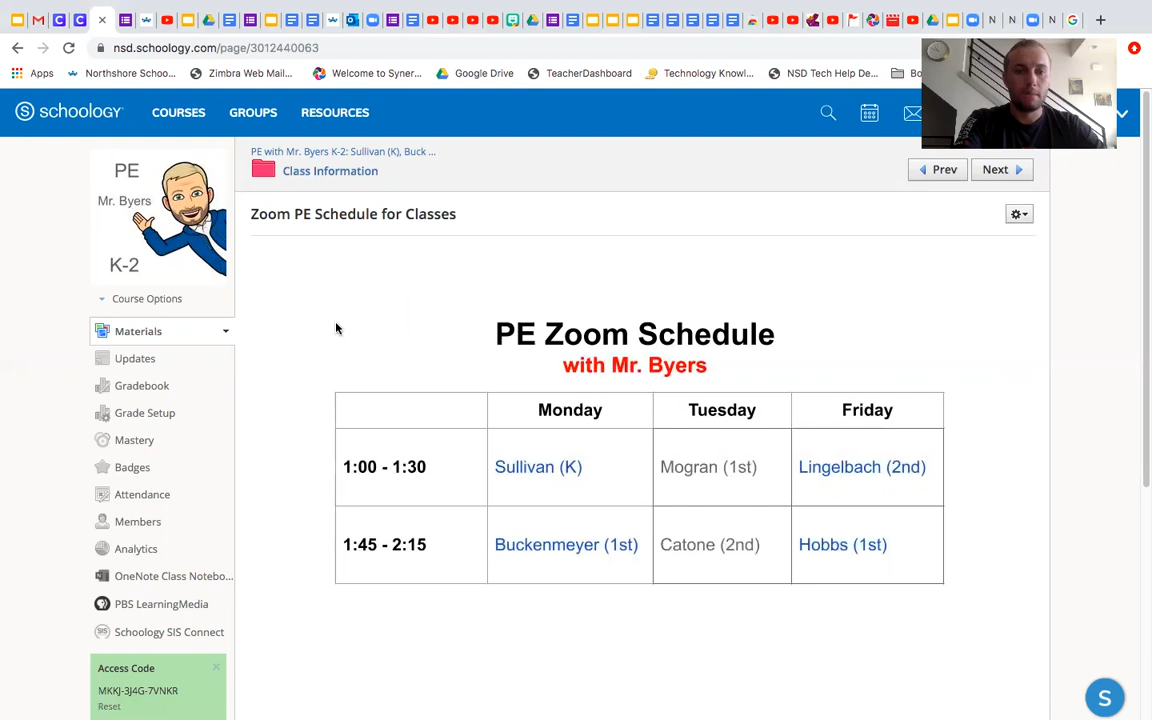 nsd.schoology.com/page/3012440063
Apps Northshore Schoo... Zimbra Web Mail... Welcome to Syner... Google Drive TeacherDashboard Technology Knowl... NSD Tech Help De...
S schoology COURSES GROUPS RESOURCES
PE with Mr. Byers K-2: Sullivan (K), Buck ...
Class Information
Prev Next
PE
Mr. Byers
K-2
Zoom PE Schedule for Classes
Course Options
Materials
Updates
Gradebook
Grade Setup
Mastery
Badges
Attendance
Members
Analytics
OneNote Class Notebo...
PBS LearningMedia
Schoology SIS Connect
Access Code
MKKJ-3J4G-7VNKR
Reset
PE Zoom Schedule
with Mr. Byers
Monday Tuesday Friday
1:00 - 1:30 Sullivan (K) Mogran (1st) Lingelbach (2nd)
1:45 - 2:15 Buckenmeyer (1st) Catone (2nd) Hobbs (1st)
S